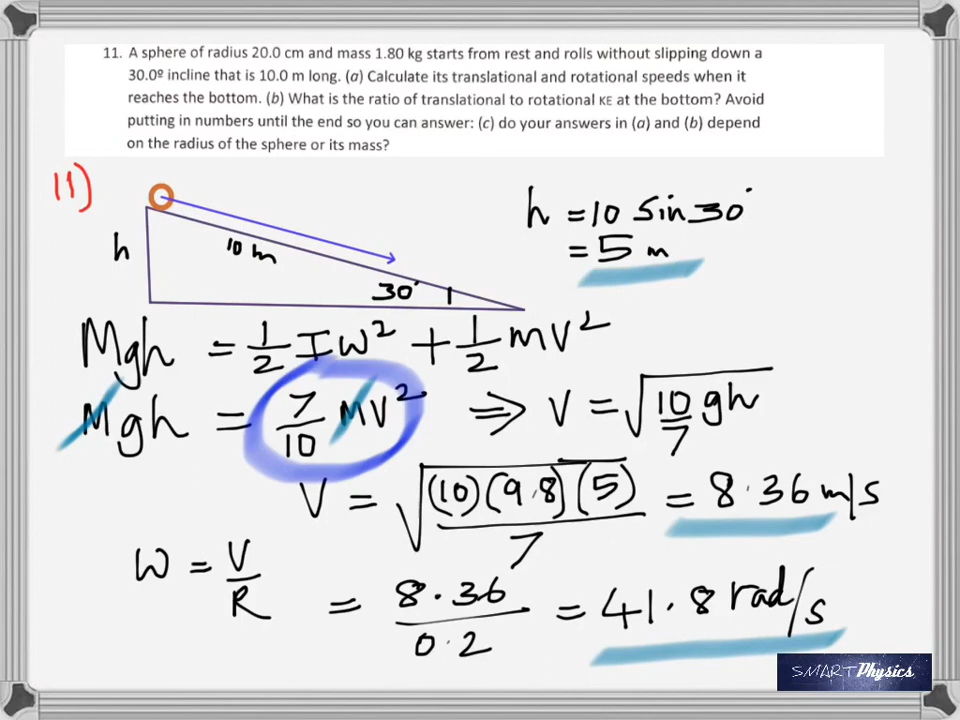 11. A sphere of radius 20.0 cm and mass 1.80 kg starts from rest and rolls without slipping down a
30.0º incline that is 10.0 m long. (a) Calculate its translational and rotational speeds when it
reaches the bottom. (b) What is the ratio of translational to rotational KE at the bottom? Avoid
putting in numbers until the end so you can answer: (c) do your answers in (a) and (b) depend
on the radius of the sphere or its mass?
11)
h = 10 Sin 30°
= 5 m
h
10 m
30°
Mgh = 1/2 I W² + 1/2 mV²
Mgh = 7/10 MV² ⇒ V = √(10/7 gh)
V = √((10)(9.8)(5)/7) = 8.36 m/s
W = V/R = 8.36/0.2 = 41.8 rad/s
SMART Physics